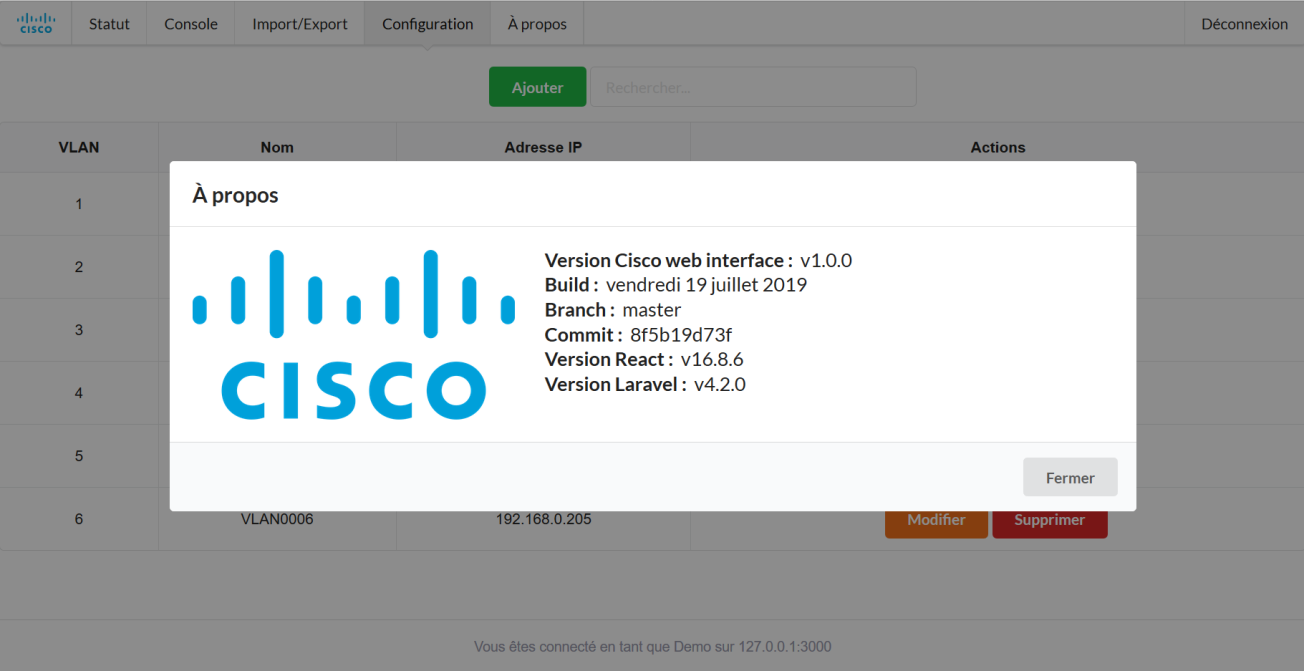 cisco Statut Console Import/Export Configuration À propos Déconnexion
Ajouter Rechercher...
VLAN Nom Adresse IP Actions
À propos
1
2
3
4
5
CISCO
Version Cisco web interface : v1.0.0
Build : vendredi 19 juillet 2019
Branch : master
Commit : 8f5b19d73f
Version React : v16.8.6
Version Laravel : v4.2.0
Fermer
6 VLAN0006 192.168.0.205 Modifier Supprimer
Vous êtes connecté en tant que Demo sur 127.0.0.1:3000